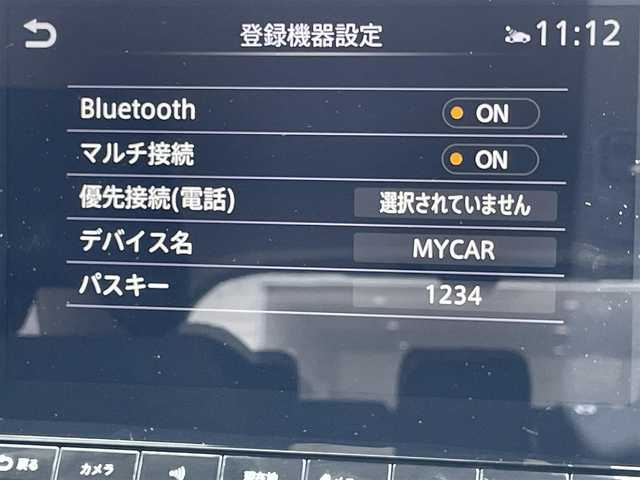 登録機器設定
11:12
Bluetooth
ON
マルチ接続
ON
優先接続(電話)
選択されていません
デバイス名
MYCAR
パスキー
1234
戻る
カメラ